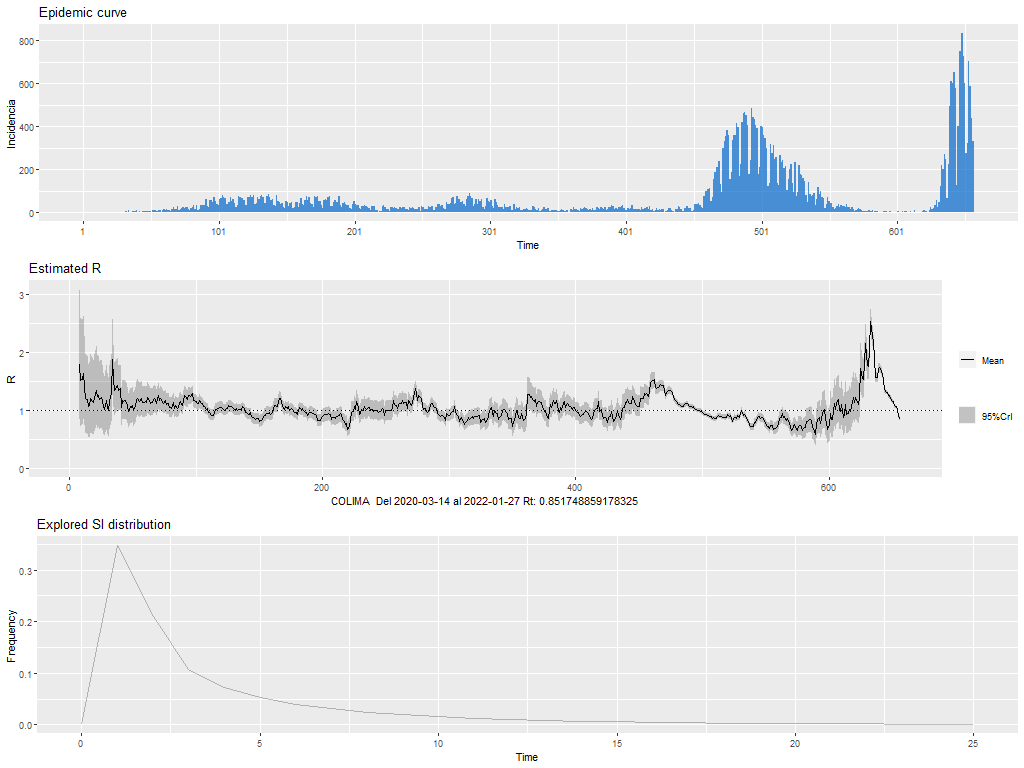 Epidemic curve
Incidencia
800
600
400
200
0
1
101
201
301
401
501
601
Time
Estimated R
R
3
2
1
0
0
200
400
600
COLIMA  Del 2020-03-14 al 2022-01-27 Rt: 0.851748859178325
Mean
95%CrI
Explored SI distribution
Frequency
0.3
0.2
0.1
0.0
0
5
10
15
20
25
Time